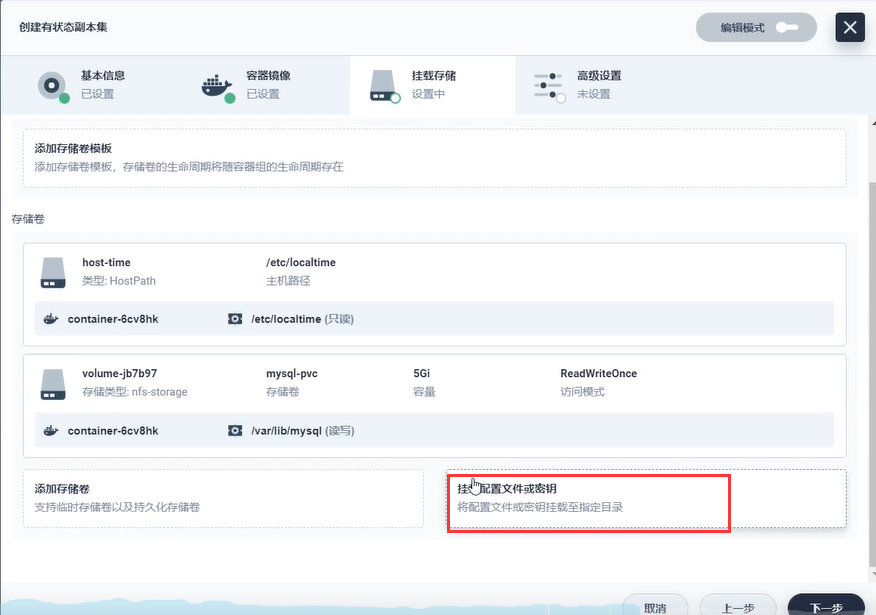 创建有状态副本集
编辑模式
基本信息
已设置
容器镜像
已设置
挂载存储
设置中
高级设置
未设置
添加存储卷模板
添加存储卷模板，存储卷的生命周期将随容器组的生命周期存在
存储卷
host-time
/etc/localtime
类型: HostPath
主机路径
container-6cv8hk
/etc/localtime (只读)
volume-jb7b97
mysql-pvc
5Gi
ReadWriteOnce
存储类型: nfs-storage
存储卷
容量
访问模式
container-6cv8hk
/var/lib/mysql (读写)
添加存储卷
支持临时存储卷以及持久化存储卷
挂载配置文件或密钥
将配置文件或密钥挂载至指定目录
取消
上一步
下一步